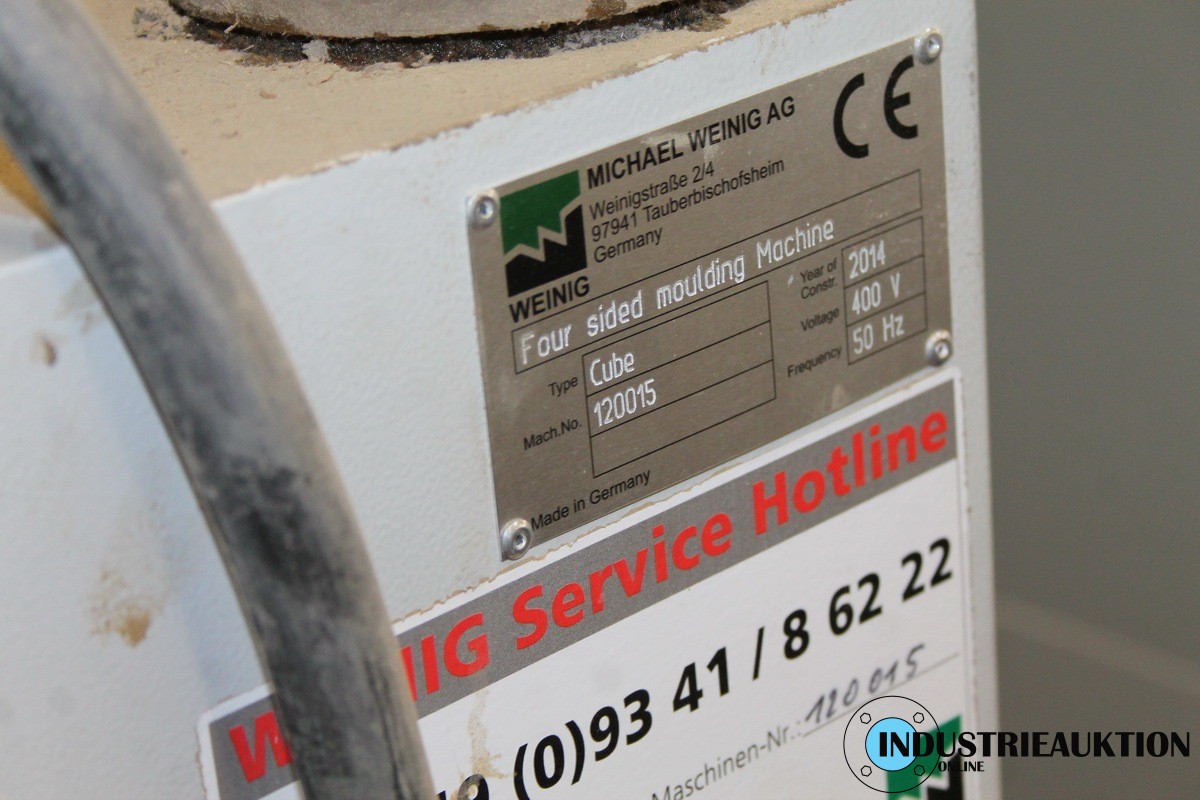 MICHAEL WEINIG AG
Weinigstraße 2/4
97941 Tauberbischofsheim
Germany
CE
WEINIG
Four sided moulding Machine
Type Cube
Mach.No. 120015
Year of Constr. 2014
Voltage 400 V
Frequency 50 Hz
Made in Germany
Service Hotline
(0)93 41 / 8 62 22
Maschinen-Nr.: 120015
INDUSTRIEAUKTION
ONLINE